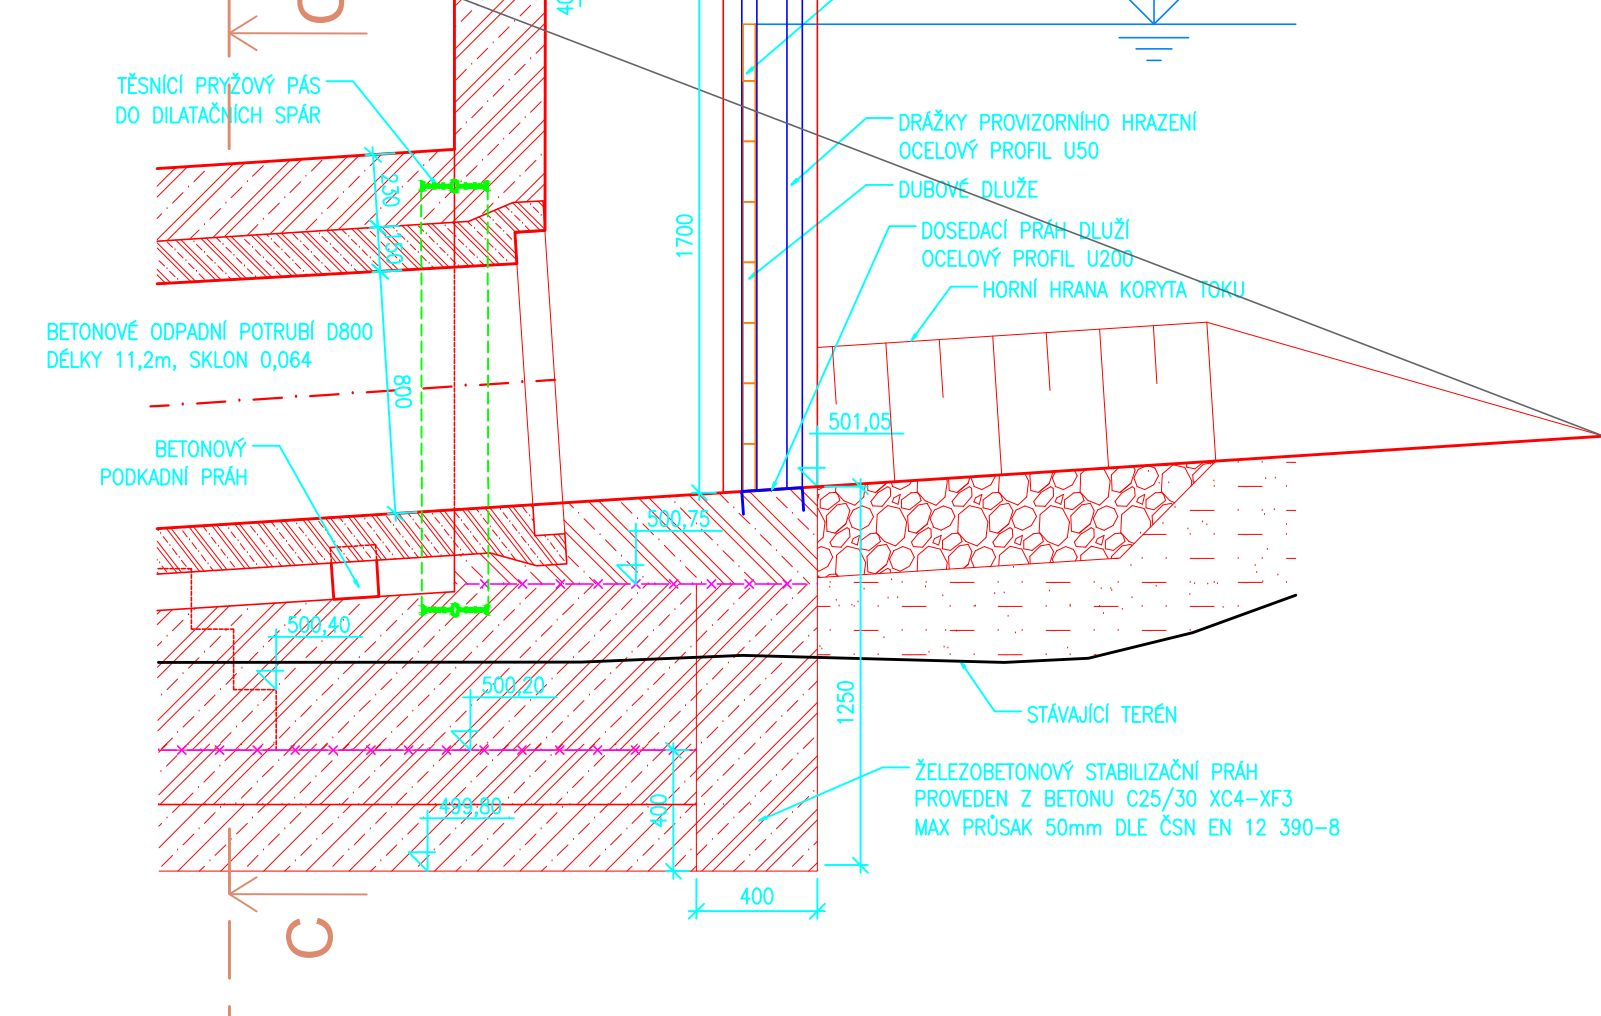 C
40
TĚSNÍCÍ PRYŽOVÝ PÁS
DO DILATAČNÍCH SPÁR
DRÁŽKY PROVIZORNÍHO HRAZENÍ
OCELOVÝ PROFIL U50
DUBOVÉ DLUŽE
DOSEDACÍ PRÁH DLUŽÍ
OCELOVÝ PROFIL U200
HORNÍ HRANA KORYTA TOKU
230
150
1700
BETONOVÉ ODPADNÍ POTRUBÍ D800
DÉLKY 11,2m, SKLON 0,064
800
501,05
BETONOVÝ
PODKADNÍ PRÁH
500,75
500,40
500,20
1250
STÁVAJÍCÍ TERÉN
ŽELEZOBETONOVÝ STABILIZAČNÍ PRÁH
PROVEDEN Z BETONU C25/30 XC4-XF3
MAX PRŮSAK 50mm DLE ČSN EN 12 390-8
499,80
400
400
C